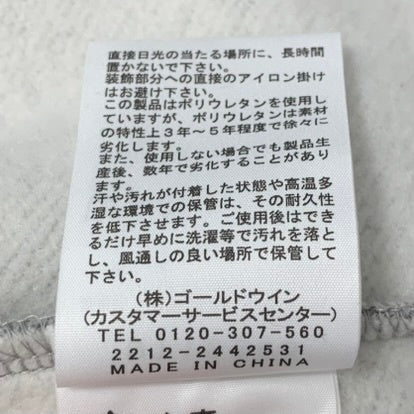 直接日光の当たる場所に、長時間
置かないで下さい。
装飾部分への直接のアイロン掛け
はお避け下さい。
この製品はポリウレタンを使用し
ていますが、ポリウレタンは素材
の特性上３年～５年程度で徐々に
劣化します。
また、使用しない場合でも製品生
産後、数年で劣化することがあり
ます。
汗や汚れが付着した状態や高温多
湿な環境での保管は、その耐久性
を低下させます。ご使用後はでき
るだけ早めに洗濯等で汚れを落と
し、風通しの良い場所で保管して
下さい。
(株)ゴールドウイン
(カスタマーサービスセンター)
TEL 0120-307-560
2212-2442531
MADE IN CHINA